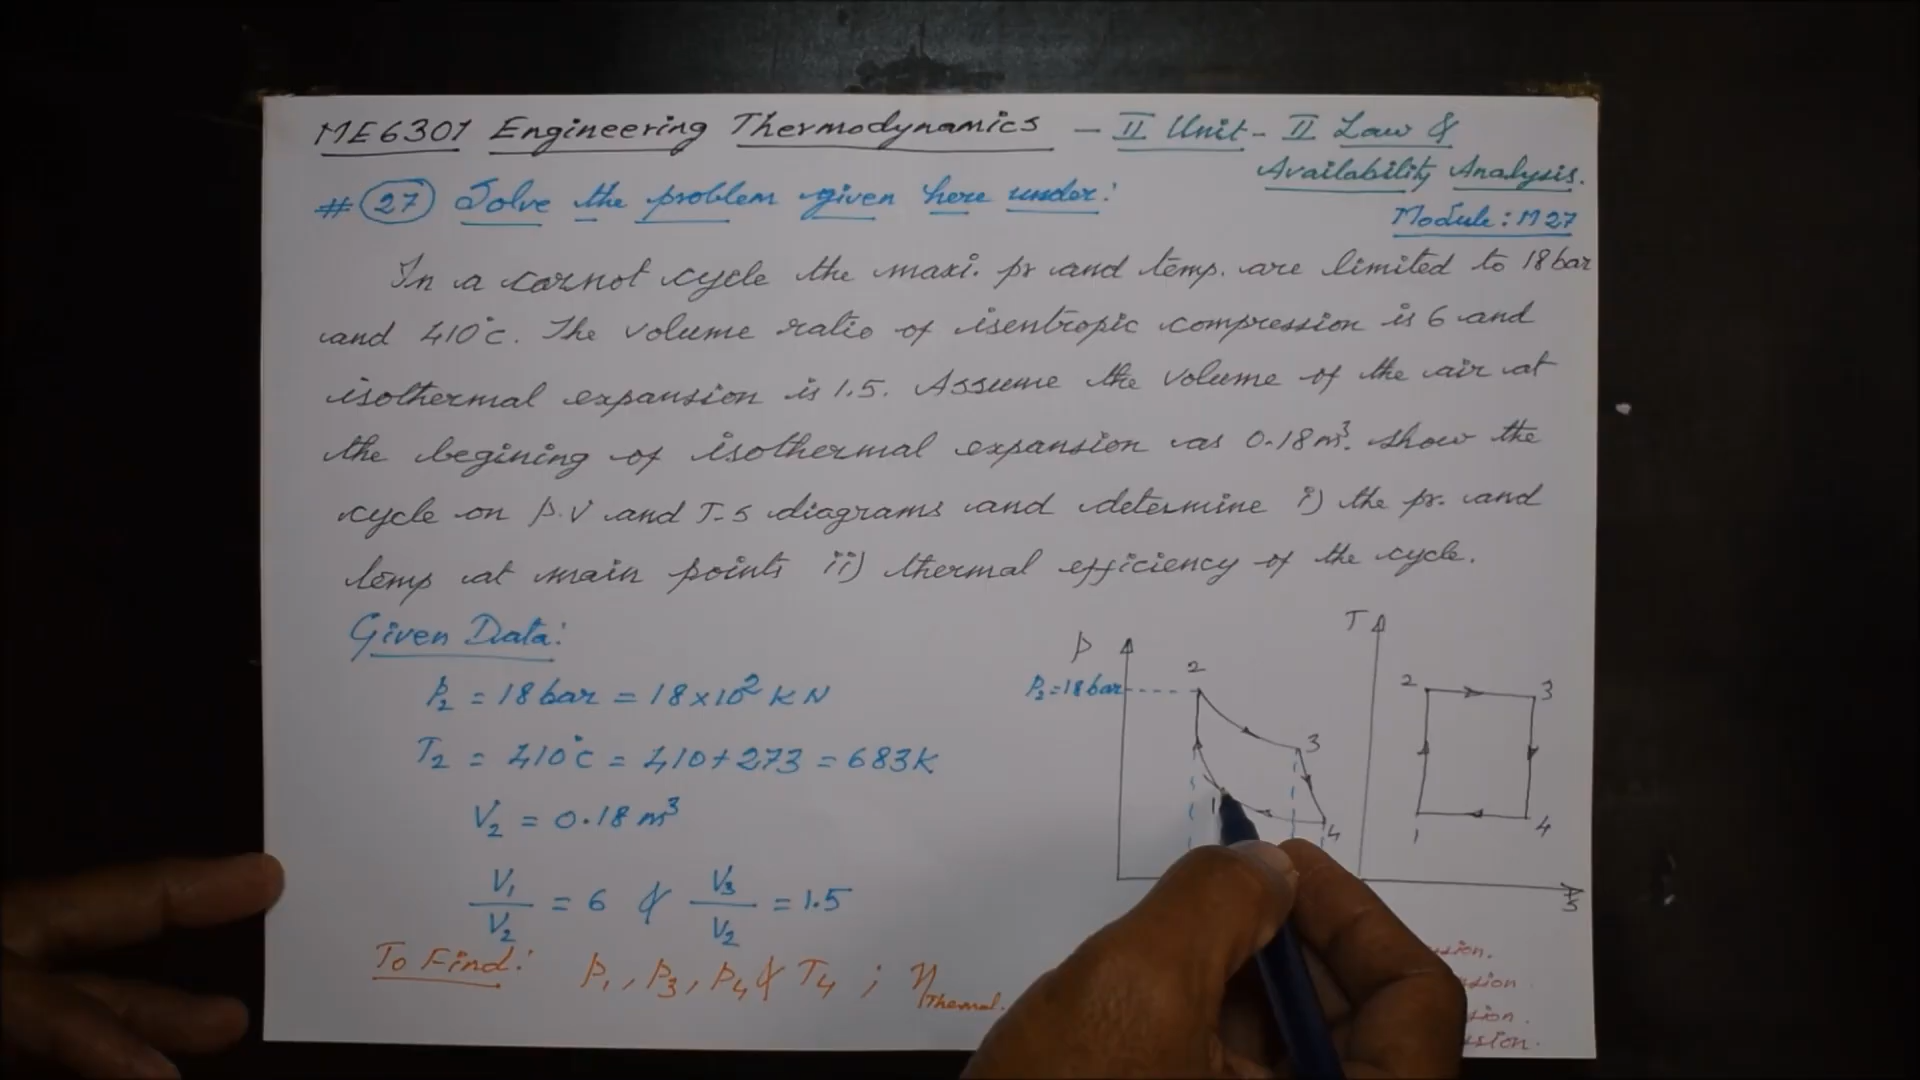 ME6301 Engineering Thermodynamics - II Unit - II Law &
Availability Analysis.
# 27 Solve the problem given here under:
Module: M27
In a carnot cycle the maxi. pr and temp. are limited to 18 bar
and 410°c. The volume ratio of isentropic compression is 6 and
isothermal expansion is 1.5. Assume the volume of the air at
the begining of isothermal expansion as 0.18m³. show the
cycle on p.V and T-s diagrams and determine i) the pr. and
temp at main points ii) thermal efficiency of the cycle.
Given Data:
P₂ = 18 bar = 18×10² KN
T₂ = 410°c = 410+273 = 683K
V₂ = 0.18 m³
V₁/V₂ = 6 & V₃/V₂ = 1.5
To Find: P₁, P₃, P₄ & T₄ ; η Thermal.
p
P₂=18 bar
2
3
1
4
T
2
3
1
4
s
sion.
sion.
sion.
ssion.